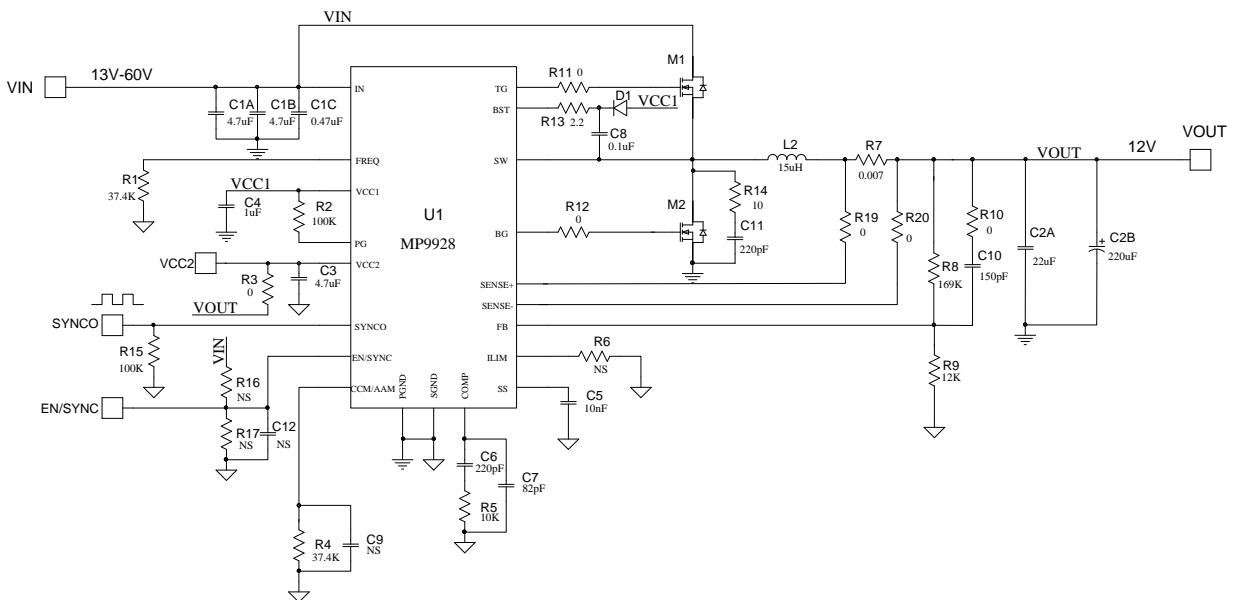 VIN
M1
13V-60V
VIN
IN
TG
R11 0
D1
VCC1
BST
R13 2.2
C1A
4.7uF
C1B
4.7uF
C1C
0.47uF
C8
0.1uF
VOUT
L2
15uH
R7
0.007
VOUT
12V
FREQ
SW
R1
37.4K
VCC1
VCC1
C4
1uF
R2
100K
U1
MP9928
R12
0
M2
R14
10
C11
220pF
R19
0
R20
0
R10
0
C10
150pF
C2A
22uF
+
C2B
220uF
PG
BG
VCC2
VCC2
R3
0
C3
4.7uF
R8
169K
SENSE+
VOUT
SENSE-
SYNCO
SYNCO
FB
R15
100K
VIN
EN/SYNC
ILIM
R6
NS
R9
12K
R16
NS
CCM/AAM
PGND
SGND
COMP
SS
C5
10nF
EN/SYNC
R17
NS
C12
NS
C6
220pF
C7
82pF
R5
10K
R4
37.4K
C9
NS